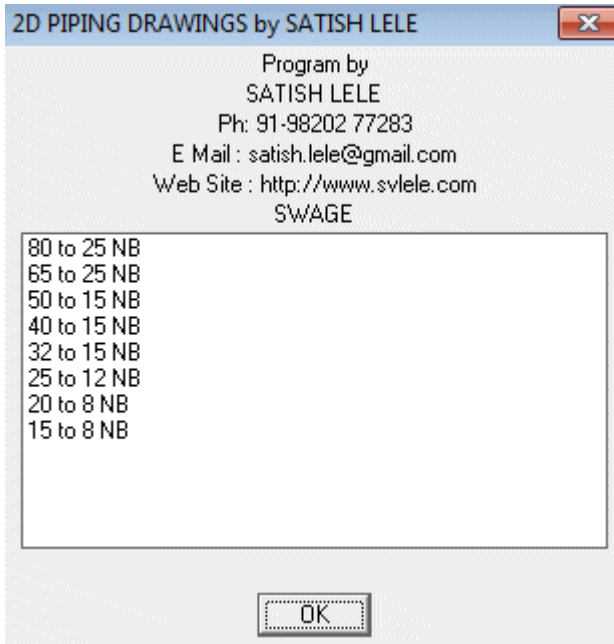 2D PIPING DRAWINGS by SATISH LELE
Program by
SATISH LELE
Ph: 91-98202 77283
E Mail : satish.lele@gmail.com
Web Site : http://www.svlele.com
SWAGE
80 to 25 NB
65 to 25 NB
50 to 15 NB
40 to 15 NB
32 to 15 NB
25 to 12 NB
20 to 8 NB
15 to 8 NB
OK